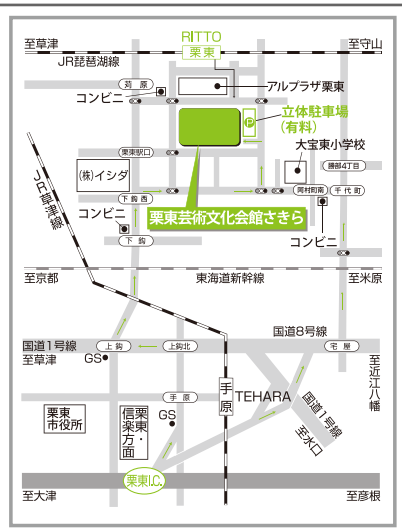 RITTO
至草津
栗東
至守山
JR琵琶湖線
苅原
アルプラザ栗東
コンビニ
P
立体駐車場
(有料)
大宝東小学校
栗東駅口
綣部4丁目
(株)イシダ
下鈎西
岡村町南
千代町
コンビニ
栗東芸術文化会館さきら
下鈎
コンビニ
JR草津線
至京都
東海道新幹線
至米原
国道8号線
国道1号線
上鈎
上鈎北
宅屋
至草津
GS
至近江八幡
手原
手原
TEHARA
栗東
市役所
栗東・
信楽方面
GS
国道1号線
至水口
栗東I.C.
至大津
至彦根